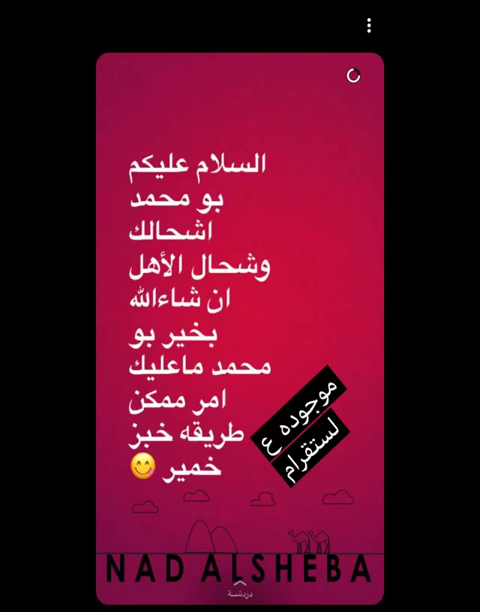 السلام عليكم
بو محمد
اشحالك
وشحال الأهل
ان شاءالله
بخير بو
محمد ماعليك
امر ممكن
طريقه خبز
خمير 😋
موجوده ع
لستقرام
NAD ALSHEBA
دردشة